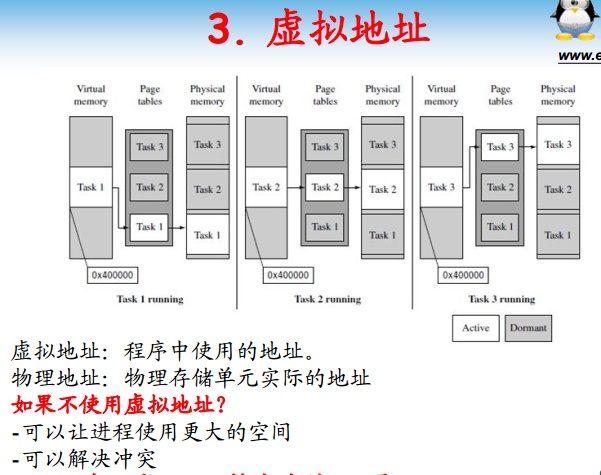 3. 虚拟地址
www.e
Virtual memory
Page tables
Physical memory
Virtual memory
Page tables
Physical memory
Virtual memory
Page tables
Physical memory
Task 1
Task 3
Task 2
Task 1
Task 3
Task 2
Task 1
0x400000
Task 1 running
Task 2
Task 3
Task 2
Task 1
Task 3
Task 2
Task 1
0x400000
Task 2 running
Task 3
Task 3
Task 2
Task 1
Task 3
Task 2
Task 1
0x400000
Task 3 running
Active
Dormant
虚拟地址：程序中使用的地址。
物理地址：物理存储单元实际的地址
如果不使用虚拟地址？
-可以让进程使用更大的空间
-可以解决冲突